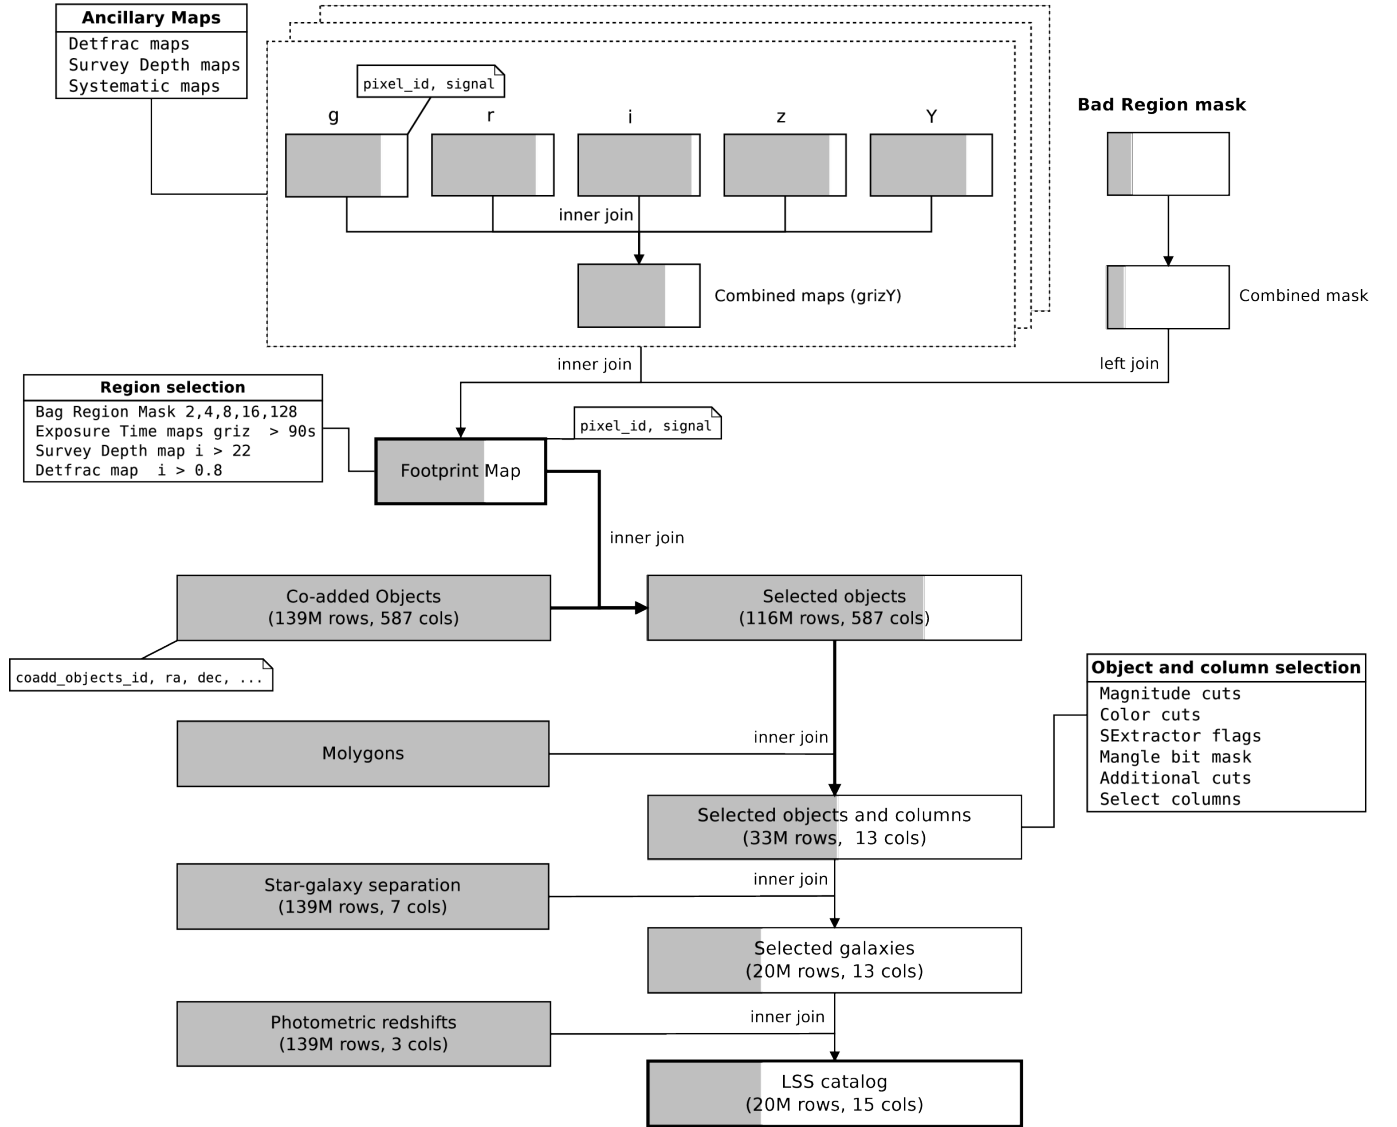 Ancillary Maps
Detfrac maps
Survey Depth maps
Systematic maps
pixel_id, signal
g r i z Y
inner join
Combined maps (grizY)
Bad Region mask
Combined mask
inner join
left join
Region selection
Bag Region Mask 2,4,8,16,128
Exposure Time maps griz > 90s
Survey Depth map i > 22
Detfrac map i > 0.8
pixel_id, signal
Footprint Map
inner join
Co-added Objects
(139M rows, 587 cols)
Selected objects
(116M rows, 587 cols)
coadd_objects_id, ra, dec, ...
Object and column selection
Magnitude cuts
Color cuts
SExtractor flags
Mangle bit mask
Additional cuts
Select columns
Molygons
inner join
Selected objects and columns
(33M rows, 13 cols)
Star-galaxy separation
(139M rows, 7 cols)
inner join
Selected galaxies
(20M rows, 13 cols)
Photometric redshifts
(139M rows, 3 cols)
inner join
LSS catalog
(20M rows, 15 cols)